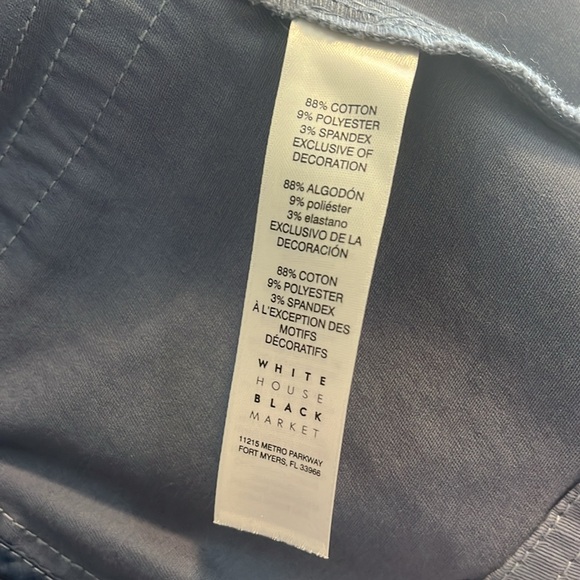 88% COTTON
9% POLYESTER
3% SPANDEX
EXCLUSIVE OF
DECORATION
88% ALGODÓN
9% poliéster
3% elastano
EXCLUSIVO DE LA
DECORACIÓN
88% COTON
9% POLYESTER
3% SPANDEX
À L'EXCEPTION DES
MOTIFS
DÉCORATIFS
WHITE
HOUSE
BLACK
MARKET
11215 METRO PARKWAY
FORT MYERS, FL 33966